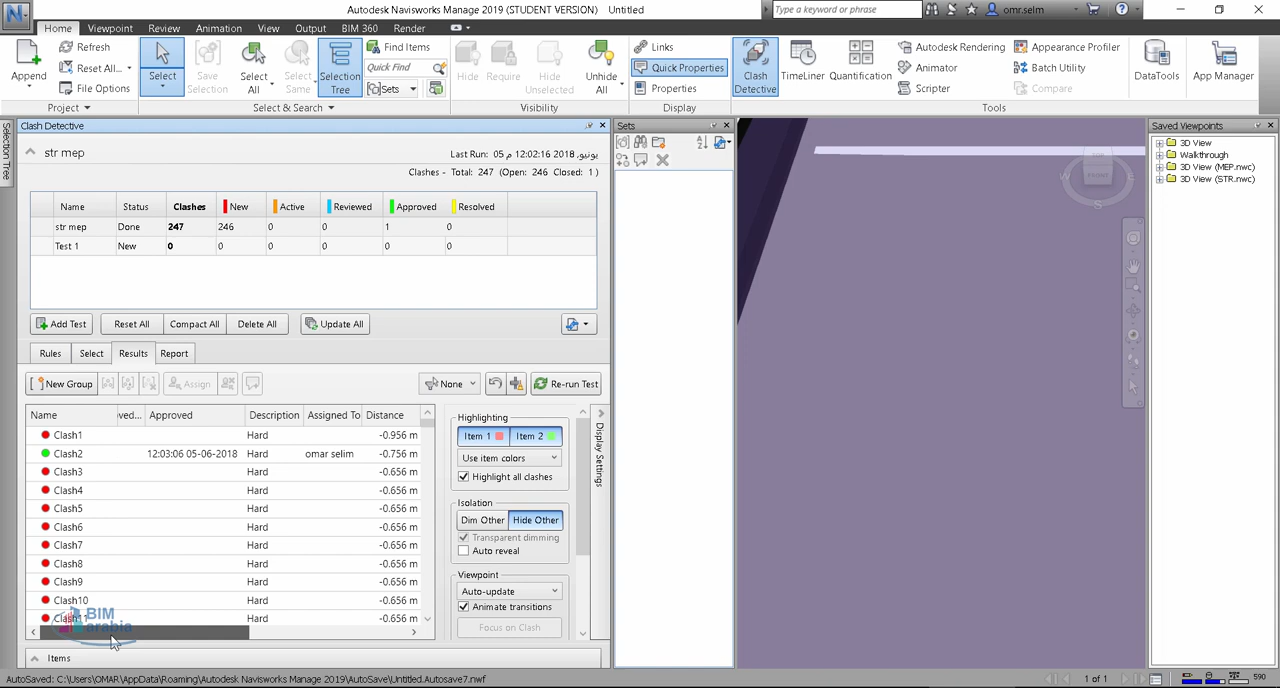 Autodesk Navisworks Manage 2019 (STUDENT VERSION) Untitled
Type a keyword or phrase
omr.selm
Home Viewpoint Review Animation View Output BIM 360 Render
Append
Refresh
Reset All...
File Options
Project
Select
Save Selection
Select All
Select Same
Selection Tree
Find Items
Quick Find
Sets
Select & Search
Hide
Require
Hide Unselected
Unhide All
Visibility
Links
Quick Properties
Properties
Display
Clash Detective
TimeLiner
Quantification
Autodesk Rendering
Animator
Scripter
Appearance Profiler
Batch Utility
Compare
DataTools
App Manager
Tools
Selection Tree
Clash Detective
str mep
Last Run: 05 يونيو, 2018 12:02:16 م
Clashes - Total: 247 (Open: 246 Closed: 1 )
Name Status Clashes New Active Reviewed Approved Resolved
str mep Done 247 246 0 0 1 0
Test 1 New 0 0 0 0 0 0
Add Test Reset All Compact All Delete All Update All
Rules Select Results Report
New Group Assign None Re-run Test
Name ved... Approved Description Assigned To Distance
Clash1 Hard -0.956 m
Clash2 12:03:06 05-06-2018 Hard omar selim -0.756 m
Clash3 Hard -0.656 m
Clash4 Hard -0.656 m
Clash5 Hard -0.656 m
Clash6 Hard -0.656 m
Clash7 Hard -0.656 m
Clash8 Hard -0.656 m
Clash9 Hard -0.656 m
Clash10 Hard -0.656 m
Clash11 Hard -0.656 m
BIM
arabia
Items
Highlighting
Item 1 Item 2
Use item colors
Highlight all clashes
Isolation
Dim Other Hide Other
Transparent dimming
Auto reveal
Viewpoint
Auto-update
Animate transitions
Focus on Clash
Display Settings
Sets
TOP
FRONT
W
S
Saved Viewpoints
3D View
Walkthrough
3D View (MEP.nwc)
3D View (STR.nwc)
AutoSaved: C:\Users\OMAR\AppData\Roaming\Autodesk Navisworks Manage 2019\AutoSave\Untitled.Autosave7.nwf
1 of 1
590